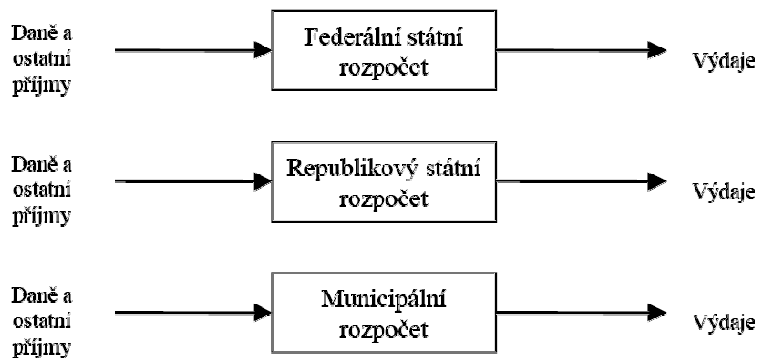 Daně a
ostatní
příjmy
Federální státní
rozpočet
Výdaje
Daně a
ostatní
příjmy
Republikový státní
rozpočet
Výdaje
Daně a
ostatní
příjmy
Municipální
rozpočet
Výdaje